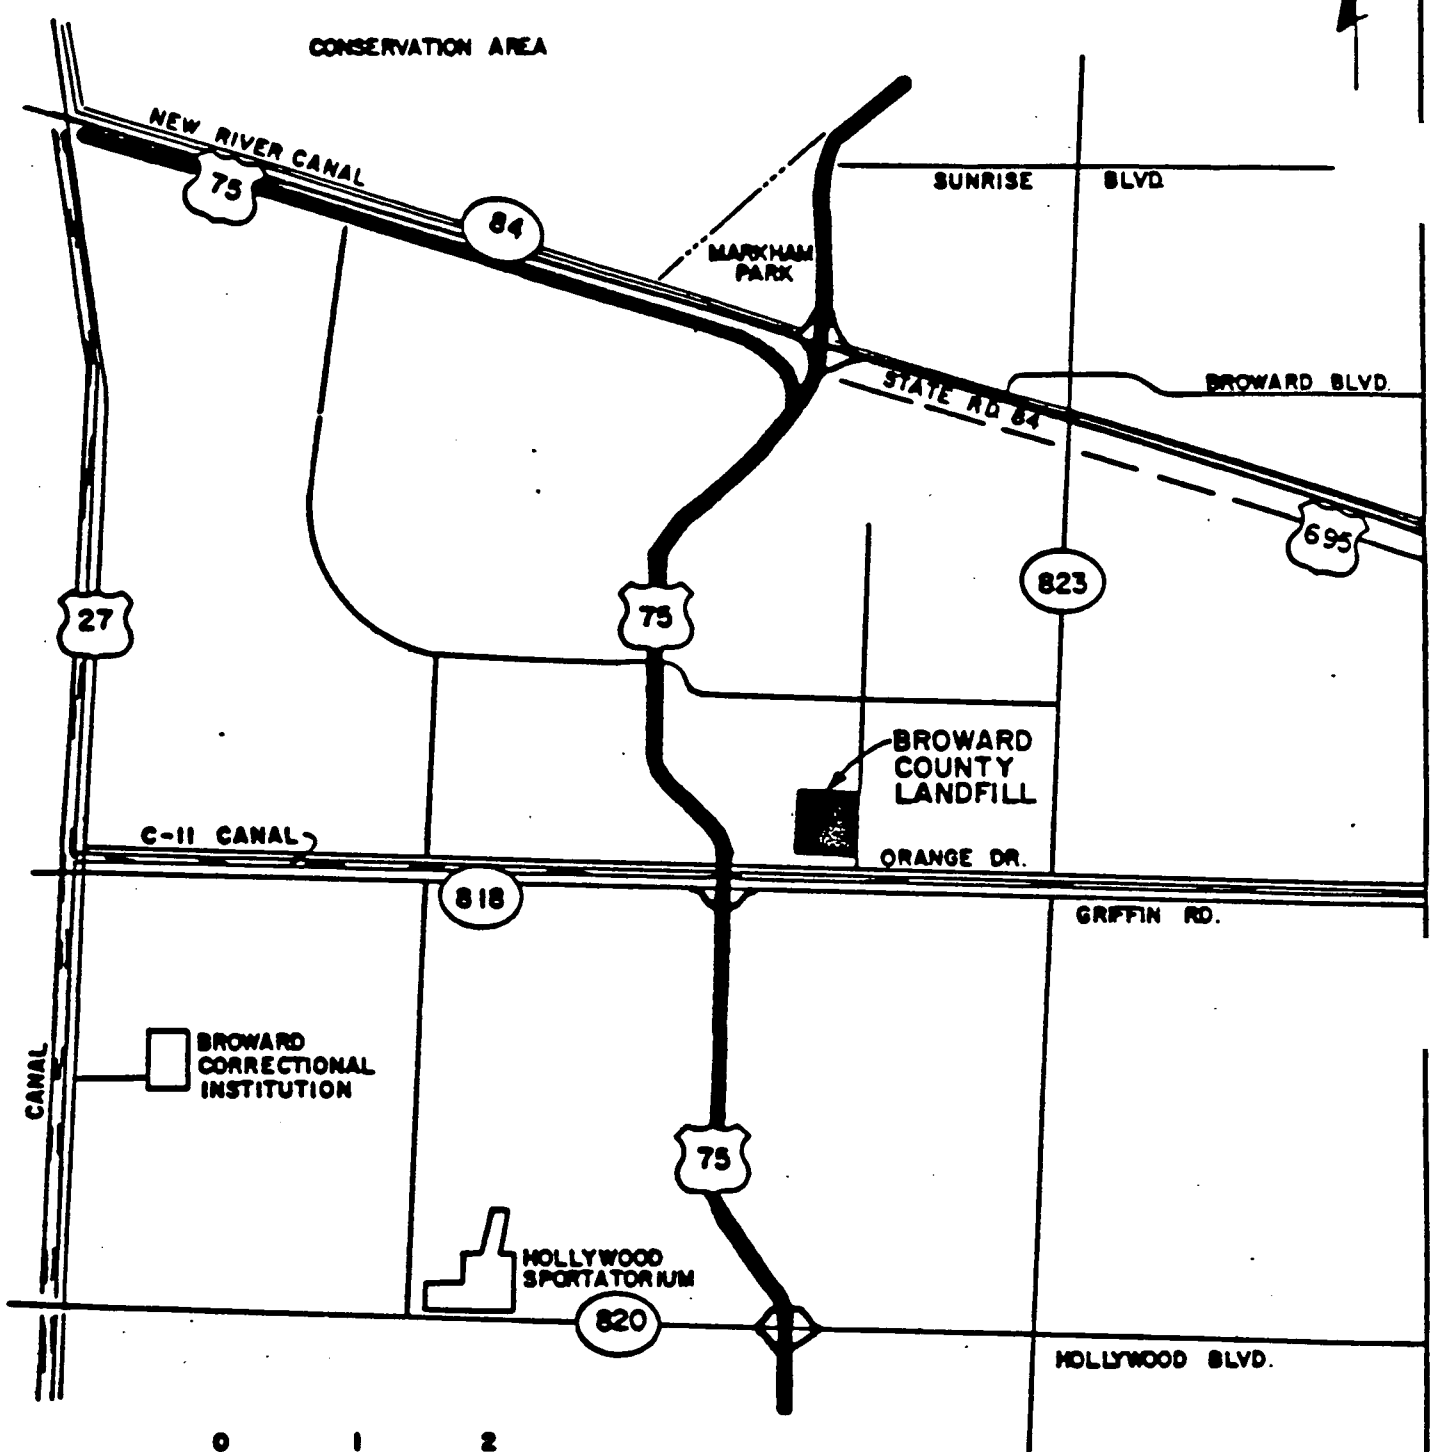 CONSERVATION AREA
NEW RIVER CANAL
75
84
SUNRISE BLVD.
MARKHAM
PARK
BROWARD BLVD.
STATE RD. 84
695
823
27
75
BROWARD
COUNTY
LANDFILL
C-11 CANAL
ORANGE DR.
818
GRIFFIN RD.
BROWARD
CORRECTIONAL
INSTITUTION
CANAL
75
HOLLYWOOD
SPORTATORIUM
820
HOLLYWOOD BLVD.
0 1 2